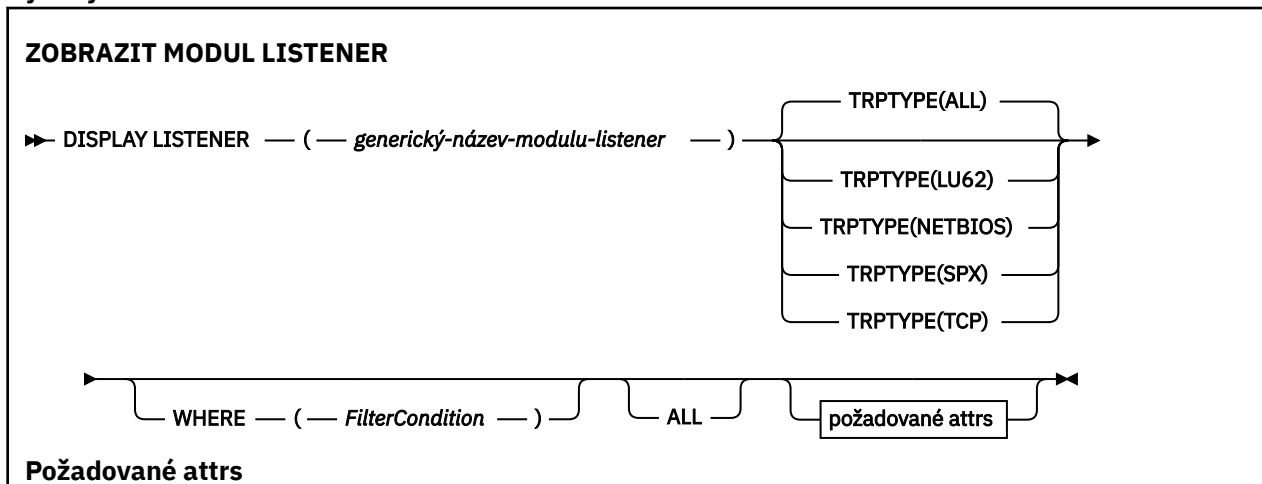 ZOBRAZIT MODUL LISTENER
TRPTYPE(ALL)
DISPLAY LISTENER ( generický-název-modulu-listener )
TRPTYPE(LU62)
TRPTYPE(NETBIOS)
TRPTYPE(SPX)
TRPTYPE(TCP)
WHERE ( FilterCondition ) ALL požadované attrs
Požadované attrs